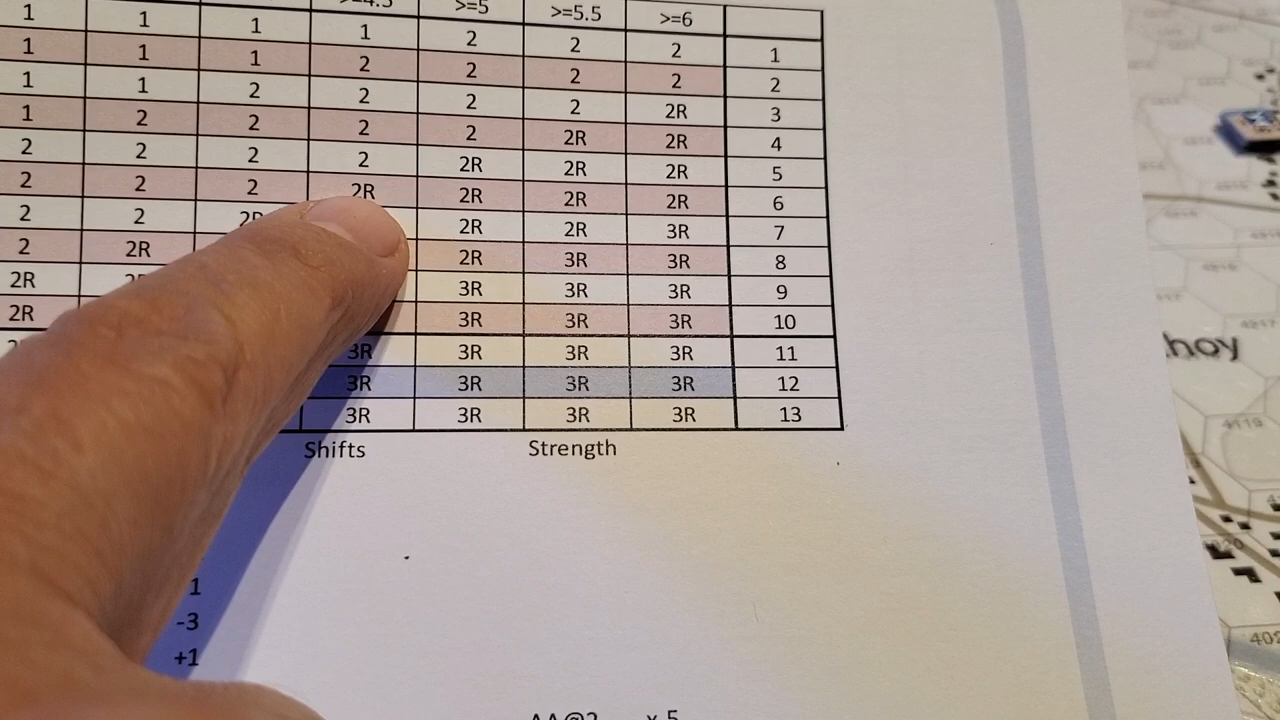 >=4.5 >=5 >=5.5 >=6
1 1 1 1 2 2 2 1
1 1 1 2 2 2 2 2
1 1 2 2 2 2 2R 3
1 2 2 2 2 2R 2R 4
2 2 2 2 2R 2R 2R 5
2 2 2 2R 2R 2R 2R 6
2 2 2R 2R 2R 3R 7
2 2R 2R 3R 3R 8
2R 2R 3R 3R 3R 9
2R 3R 3R 3R 10
3R 3R 3R 3R 11
3R 3R 3R 3R 12
3R 3R 3R 3R 13
Shifts Strength
1
-3
+1
hoy
4119